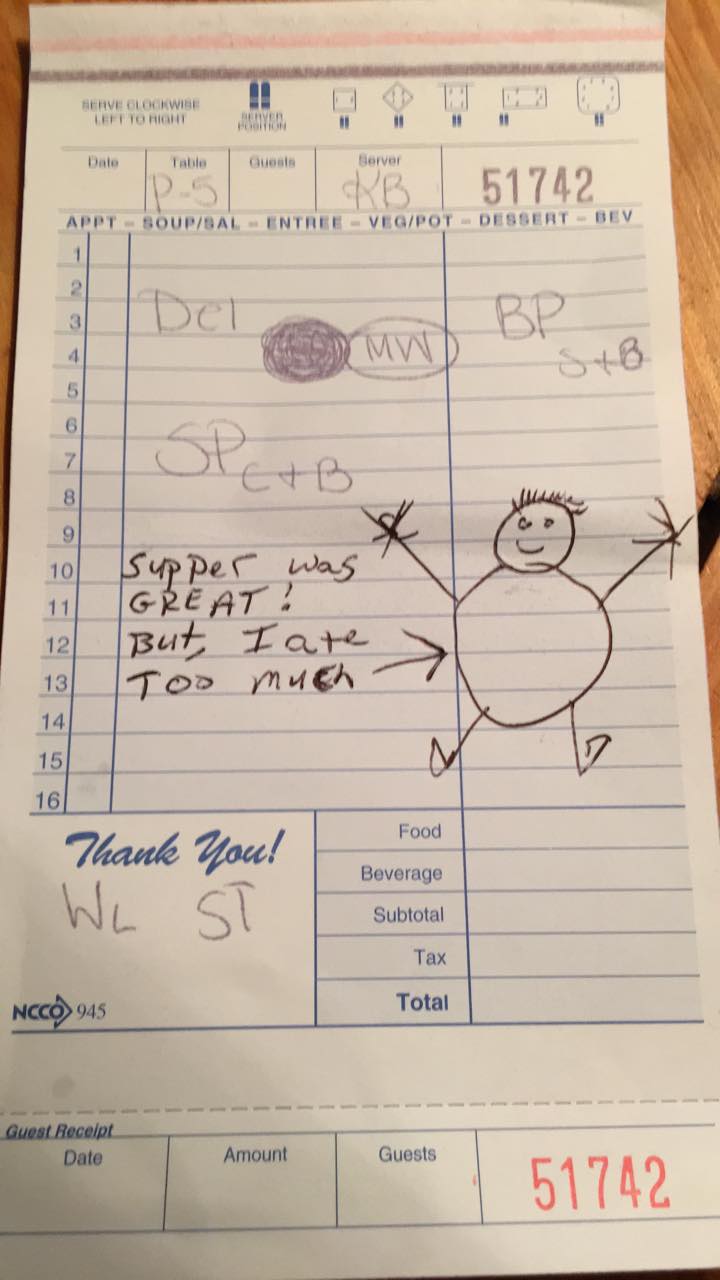 SERVE CLOCKWISE
LEFT TO RIGHT
SERVER
POSITION
Date Table Guests Server
P-5 KB 51742
APPT – SOUP/SAL – ENTREE – VEG/POT – DESSERT – BEV
1
2
3 Del BP
4 MW S+B
5
6
7 SP C+B
8
9
10 Supper was
11 GREAT!
12 But, I ate
13 Too much
14
15
16
Thank You!
WL ST
Food
Beverage
Subtotal
Tax
Total
NCCO 945
Guest Receipt
Date Amount Guests 51742